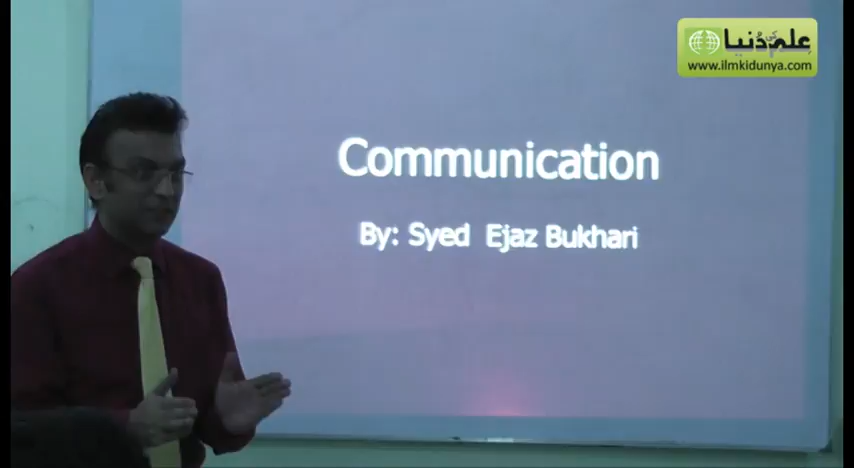 علم کی دنیا
www.ilmkidunya.com
Communication
By: Syed Ejaz Bukhari